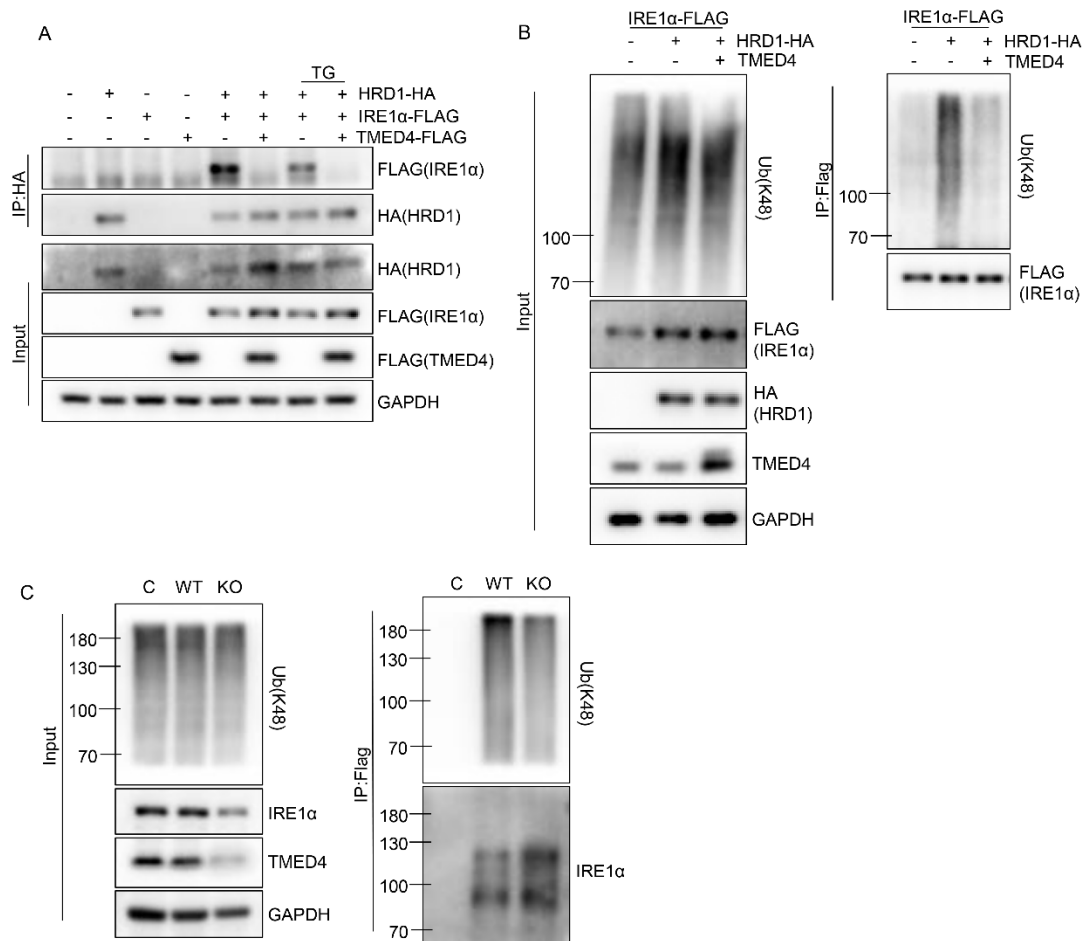 A
TG
- + - - + + + + HRD1-HA
- - + - + + + + IRE1α-FLAG
- - - + - + - + TMED4-FLAG
IP:HA
FLAG(IRE1α)
HA(HRD1)
Input
HA(HRD1)
FLAG(IRE1α)
FLAG(TMED4)
GAPDH
B
IRE1α-FLAG
- + + HRD1-HA
- - + TMED4
Input
100
70
Ub(K48)
FLAG
(IRE1α)
HA
(HRD1)
TMED4
GAPDH
IRE1α-FLAG
- + + HRD1-HA
- - + TMED4
IP:Flag
100
70
Ub(K48)
FLAG
(IRE1α)
C
C WT KO
Input
180
130
100
70
Ub(K48)
IRE1α
TMED4
GAPDH
C WT KO
IP:Flag
180
130
100
70
Ub(K48)
180
130
100
70
IRE1α